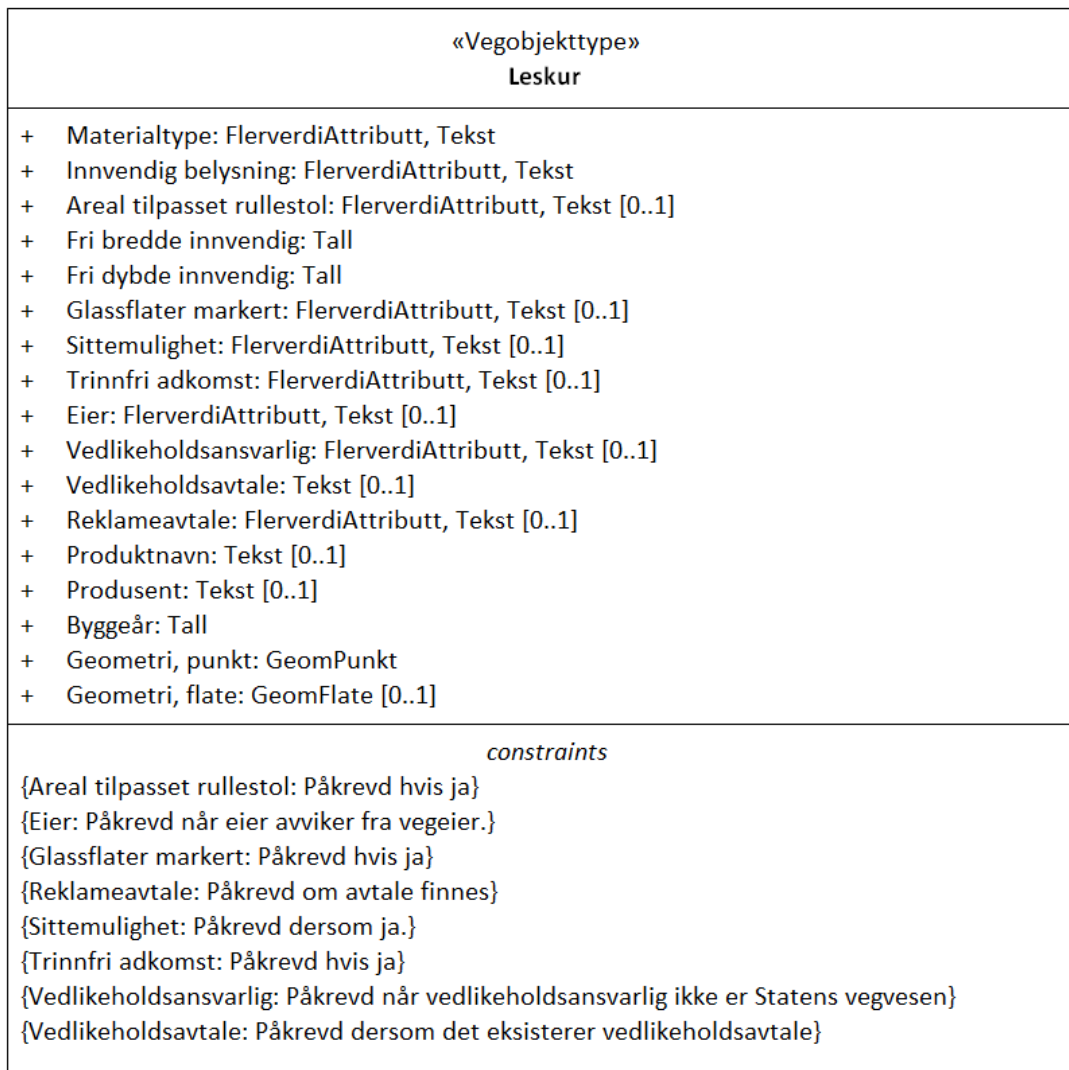 «Vegobjekttype»
Leskur
+ Materialtype: FlerverdiAttributt, Tekst
+ Innvendig belysning: FlerverdiAttributt, Tekst
+ Areal tilpasset rullestol: FlerverdiAttributt, Tekst [0..1]
+ Fri bredde innvendig: Tall
+ Fri dybde innvendig: Tall
+ Glassflater markert: FlerverdiAttributt, Tekst [0..1]
+ Sittemulighet: FlerverdiAttributt, Tekst [0..1]
+ Trinnfri adkomst: FlerverdiAttributt, Tekst [0..1]
+ Eier: FlerverdiAttributt, Tekst [0..1]
+ Vedlikeholdsansvarlig: FlerverdiAttributt, Tekst [0..1]
+ Vedlikeholdsavtale: Tekst [0..1]
+ Reklameavtale: FlerverdiAttributt, Tekst [0..1]
+ Produktnavn: Tekst [0..1]
+ Produsent: Tekst [0..1]
+ Byggeår: Tall
+ Geometri, punkt: GeomPunkt
+ Geometri, flate: GeomFlate [0..1]
constraints
{Areal tilpasset rullestol: Påkrevd hvis ja}
{Eier: Påkrevd når eier avviker fra vegeier.}
{Glassflater markert: Påkrevd hvis ja}
{Reklameavtale: Påkrevd om avtale finnes}
{Sittemulighet: Påkrevd dersom ja.}
{Trinnfri adkomst: Påkrevd hvis ja}
{Vedlikeholdsansvarlig: Påkrevd når vedlikeholdsansvarlig ikke er Statens vegvesen}
{Vedlikeholdsavtale: Påkrevd dersom det eksisterer vedlikeholdsavtale}